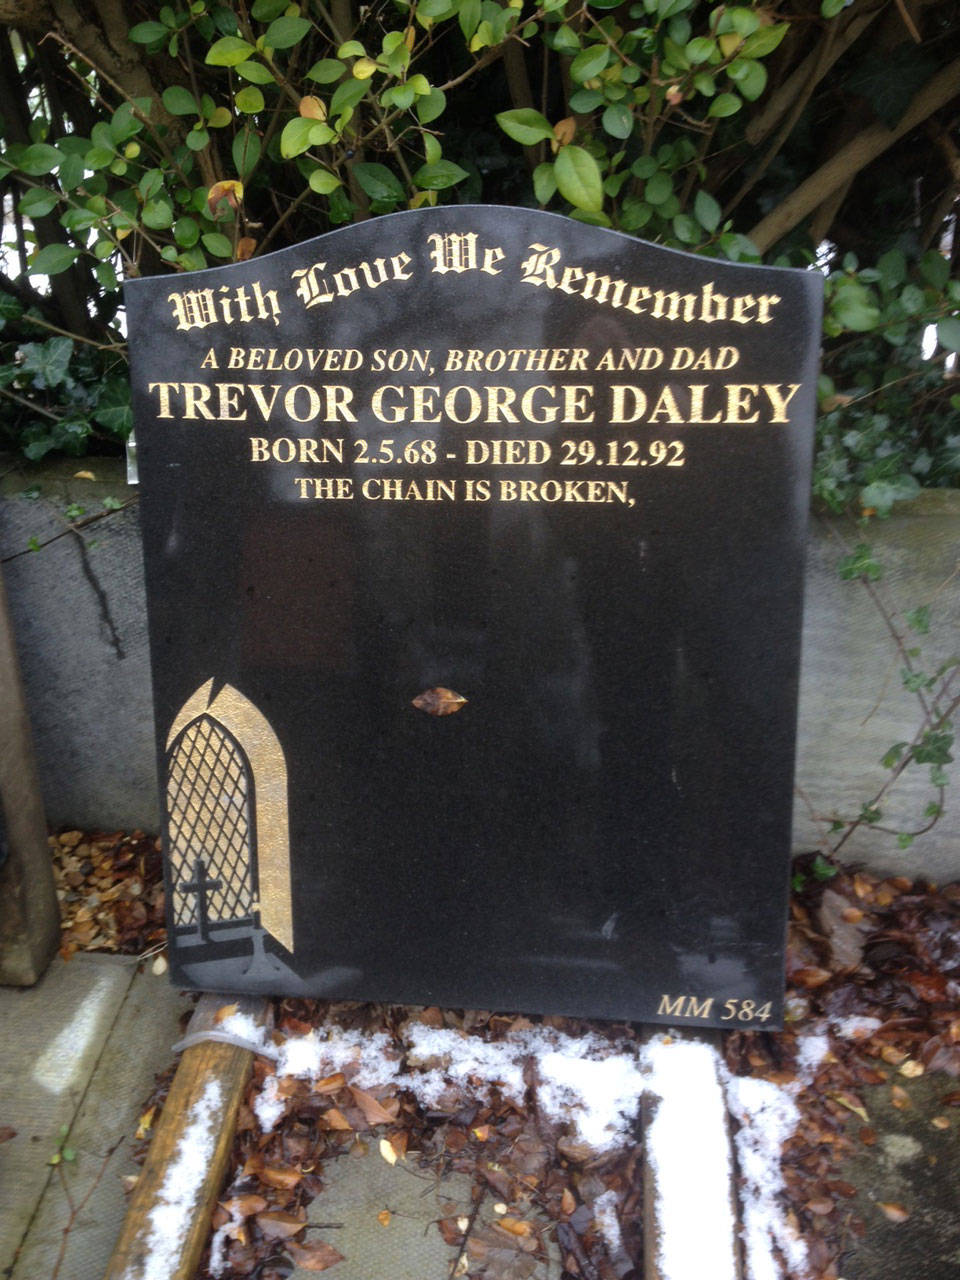 With Love We Remember
A BELOVED SON, BROTHER AND DAD
TREVOR GEORGE DALEY
BORN 2.5.68 - DIED 29.12.92
THE CHAIN IS BROKEN,
MM 584